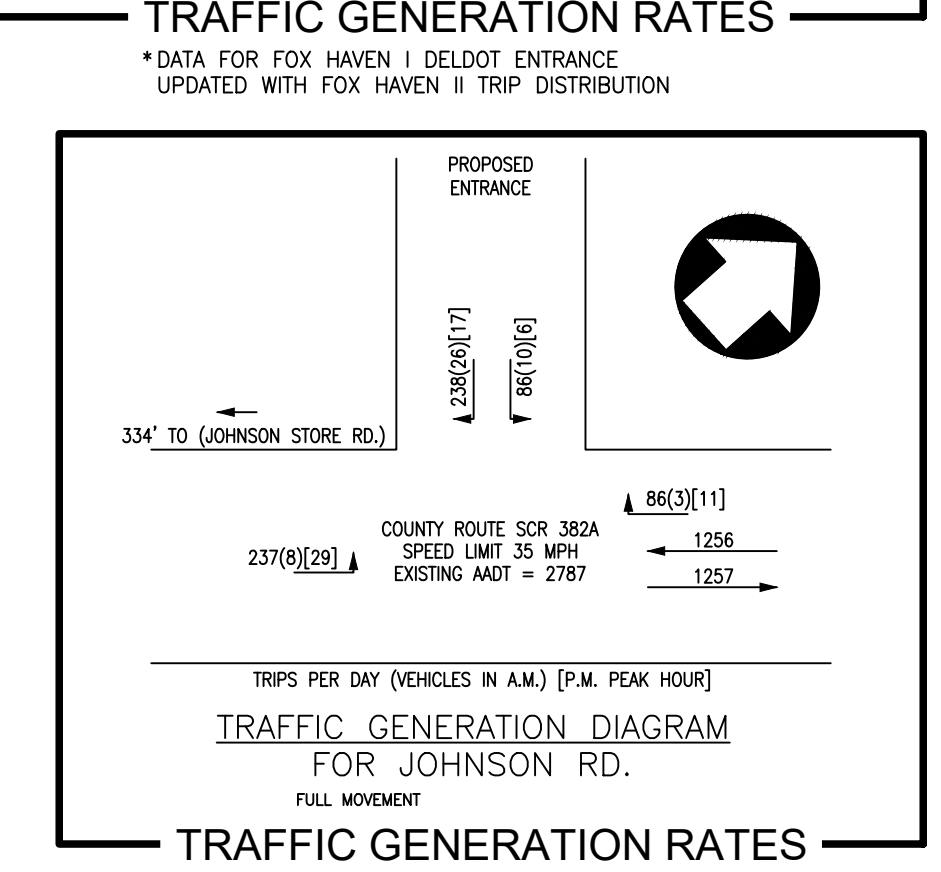 TRAFFIC GENERATION RATES
* DATA FOR FOX HAVEN I DELDOT ENTRANCE
UPDATED WITH FOX HAVEN II TRIP DISTRIBUTION
PROPOSED
ENTRANCE
238(26)[17]
86(10)[6]
334' TO (JOHNSON STORE RD.)
86(3)[11]
COUNTY ROUTE SCR 382A
SPEED LIMIT 35 MPH
EXISTING AADT = 2787
237(8)[29]
1256
1257
TRIPS PER DAY (VEHICLES IN A.M.) [P.M. PEAK HOUR]
TRAFFIC GENERATION DIAGRAM
FOR JOHNSON RD.
FULL MOVEMENT
TRAFFIC GENERATION RATES